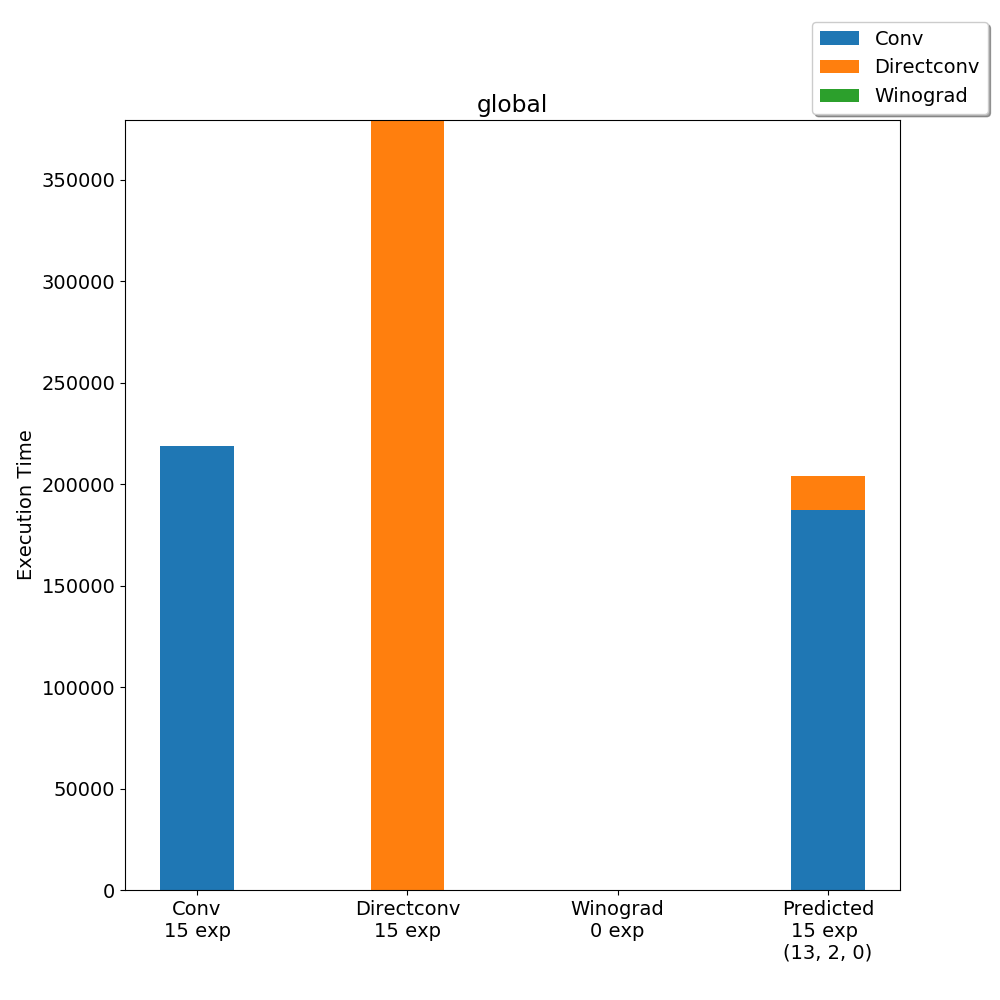 Conv
Directconv
Winograd
global
Execution Time
350000
300000
250000
200000
150000
100000
50000
0
Conv
15 exp
Directconv
15 exp
Winograd
0 exp
Predicted
15 exp
(13, 2, 0)